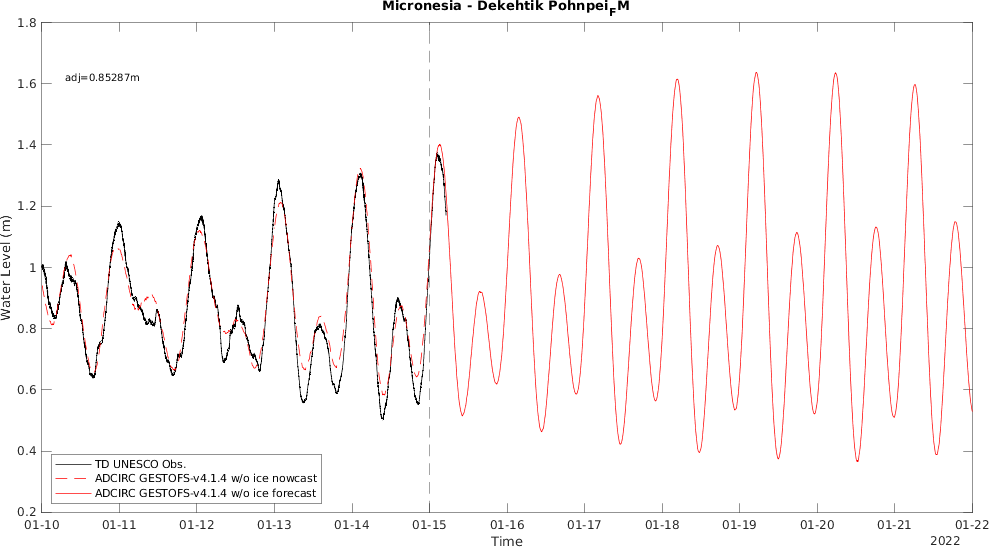 Micronesia - Dekehtik Pohnpei_FM
adj=0.85287m
Water Level (m)
1.8
1.6
1.4
1.2
1
0.8
0.6
0.4
0.2
TD UNESCO Obs.
ADCIRC GESTOFS-v4.1.4 w/o ice nowcast
ADCIRC GESTOFS-v4.1.4 w/o ice forecast
01-10 01-11 01-12 01-13 01-14 01-15 01-16 01-17 01-18 01-19 01-20 01-21 01-22
Time
2022